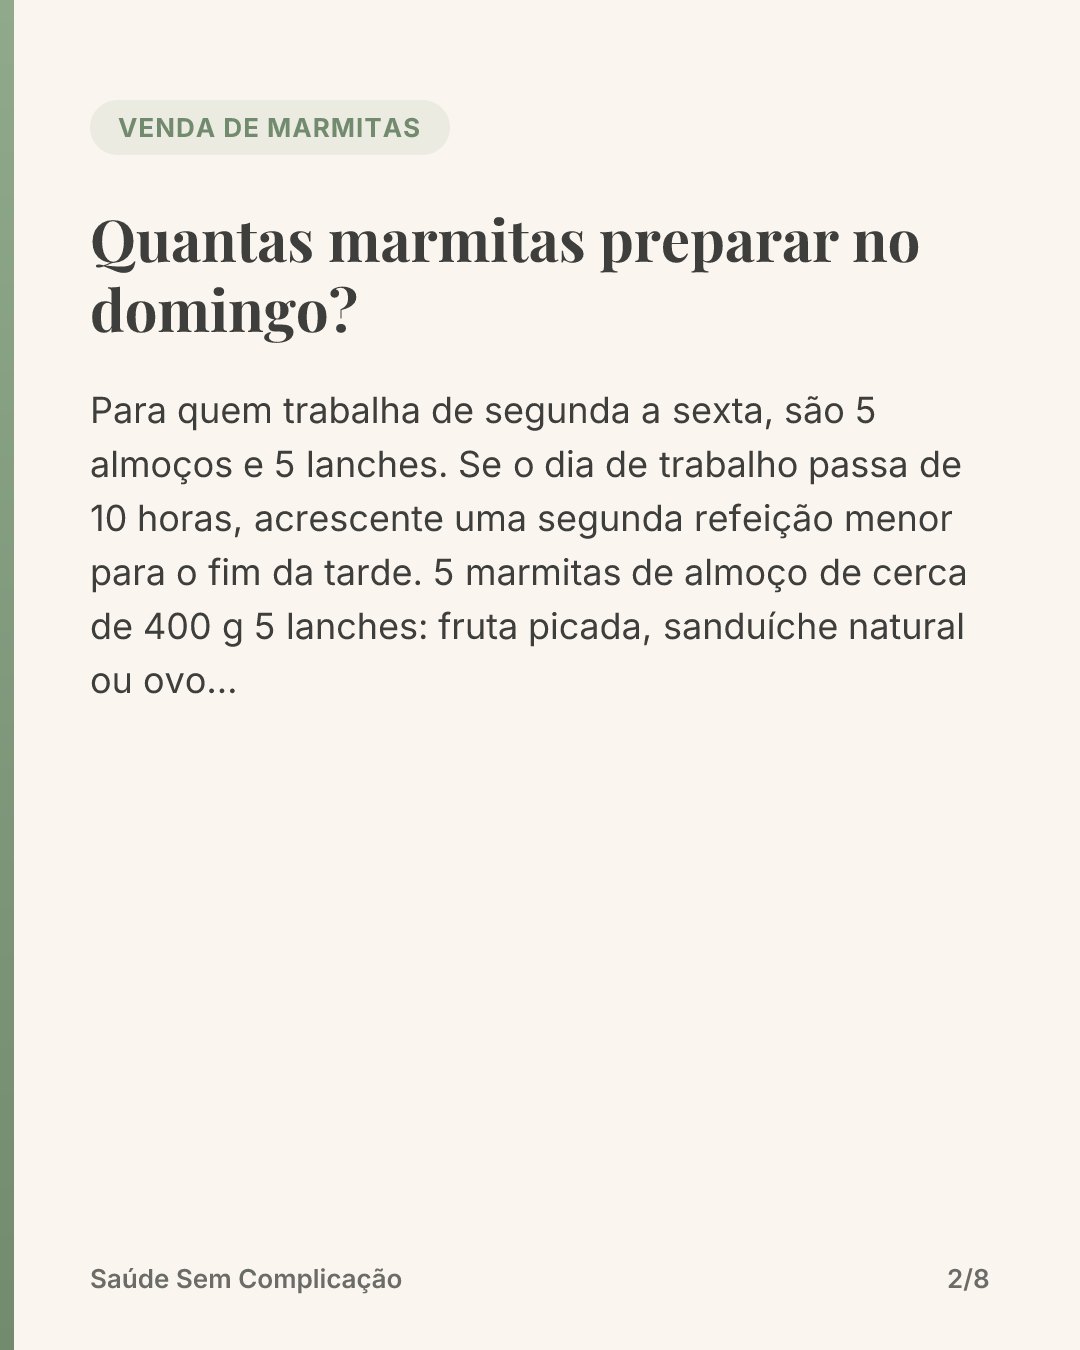 VENDA DE MARMITAS
Quantas marmitas preparar no
domingo?
Para quem trabalha de segunda a sexta, são 5
almoços e 5 lanches. Se o dia de trabalho passa de
10 horas, acrescente uma segunda refeição menor
para o fim da tarde. 5 marmitas de almoço de cerca
de 400 g 5 lanches: fruta picada, sanduíche natural
ou ovo...
Saúde Sem Complicação
2/8